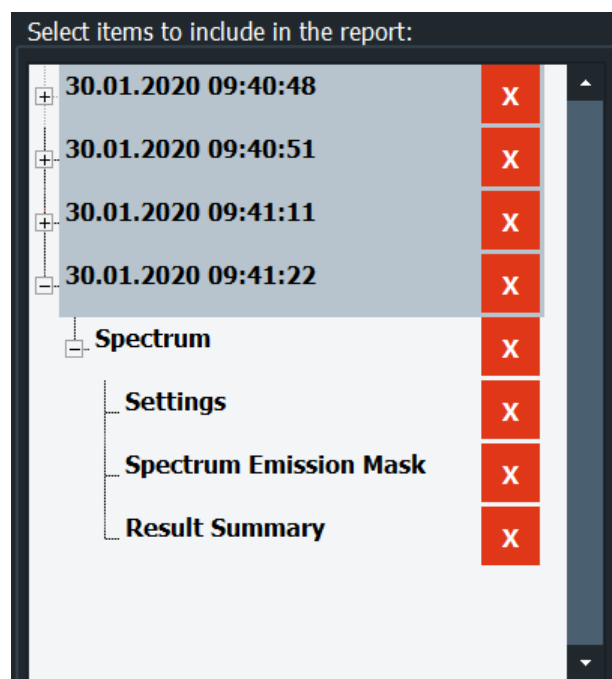 Select items to include in the report:
30.01.2020 09:40:48 X
30.01.2020 09:40:51 X
30.01.2020 09:41:11 X
30.01.2020 09:41:22 X
Spectrum X
Settings X
Spectrum Emission Mask X
Result Summary X